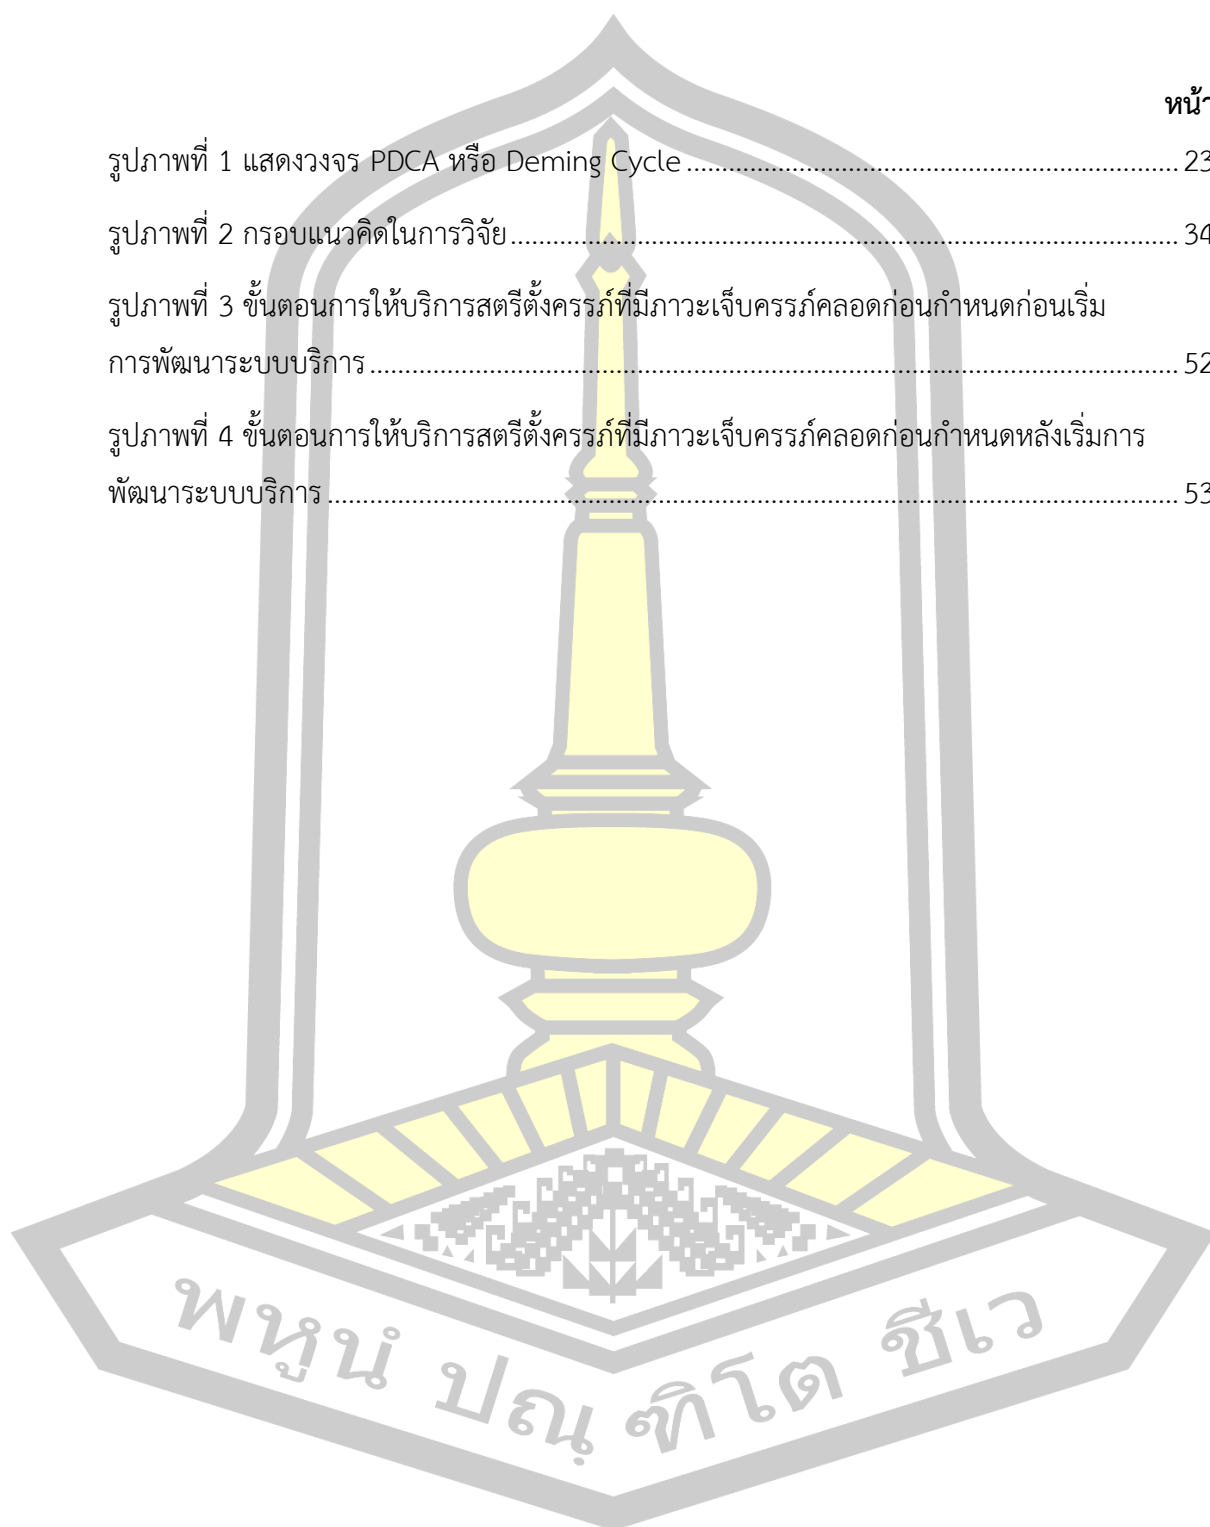 หน้า
รูปภาพที่ 1 แสดงวงจร PDCA หรือ Deming Cycle ........................................................................ 23
รูปภาพที่ 2 กรอบแนวคิดในการวิจัย ................................................................................................ 34
รูปภาพที่ 3 ขั้นตอนการให้บริการสตรีตั้งครรภ์ที่มีภาวะเจ็บครรภ์คลอดก่อนกำหนดก่อนเริ่ม
การพัฒนาระบบบริการ ..................................................................................................................... 52
รูปภาพที่ 4 ขั้นตอนการให้บริการสตรีตั้งครรภ์ที่มีภาวะเจ็บครรภ์คลอดก่อนกำหนดหลังเริ่มการ
พัฒนาระบบบริการ ........................................................................................................................... 53
พหูนํ ปณฺฑิโต ชีเว